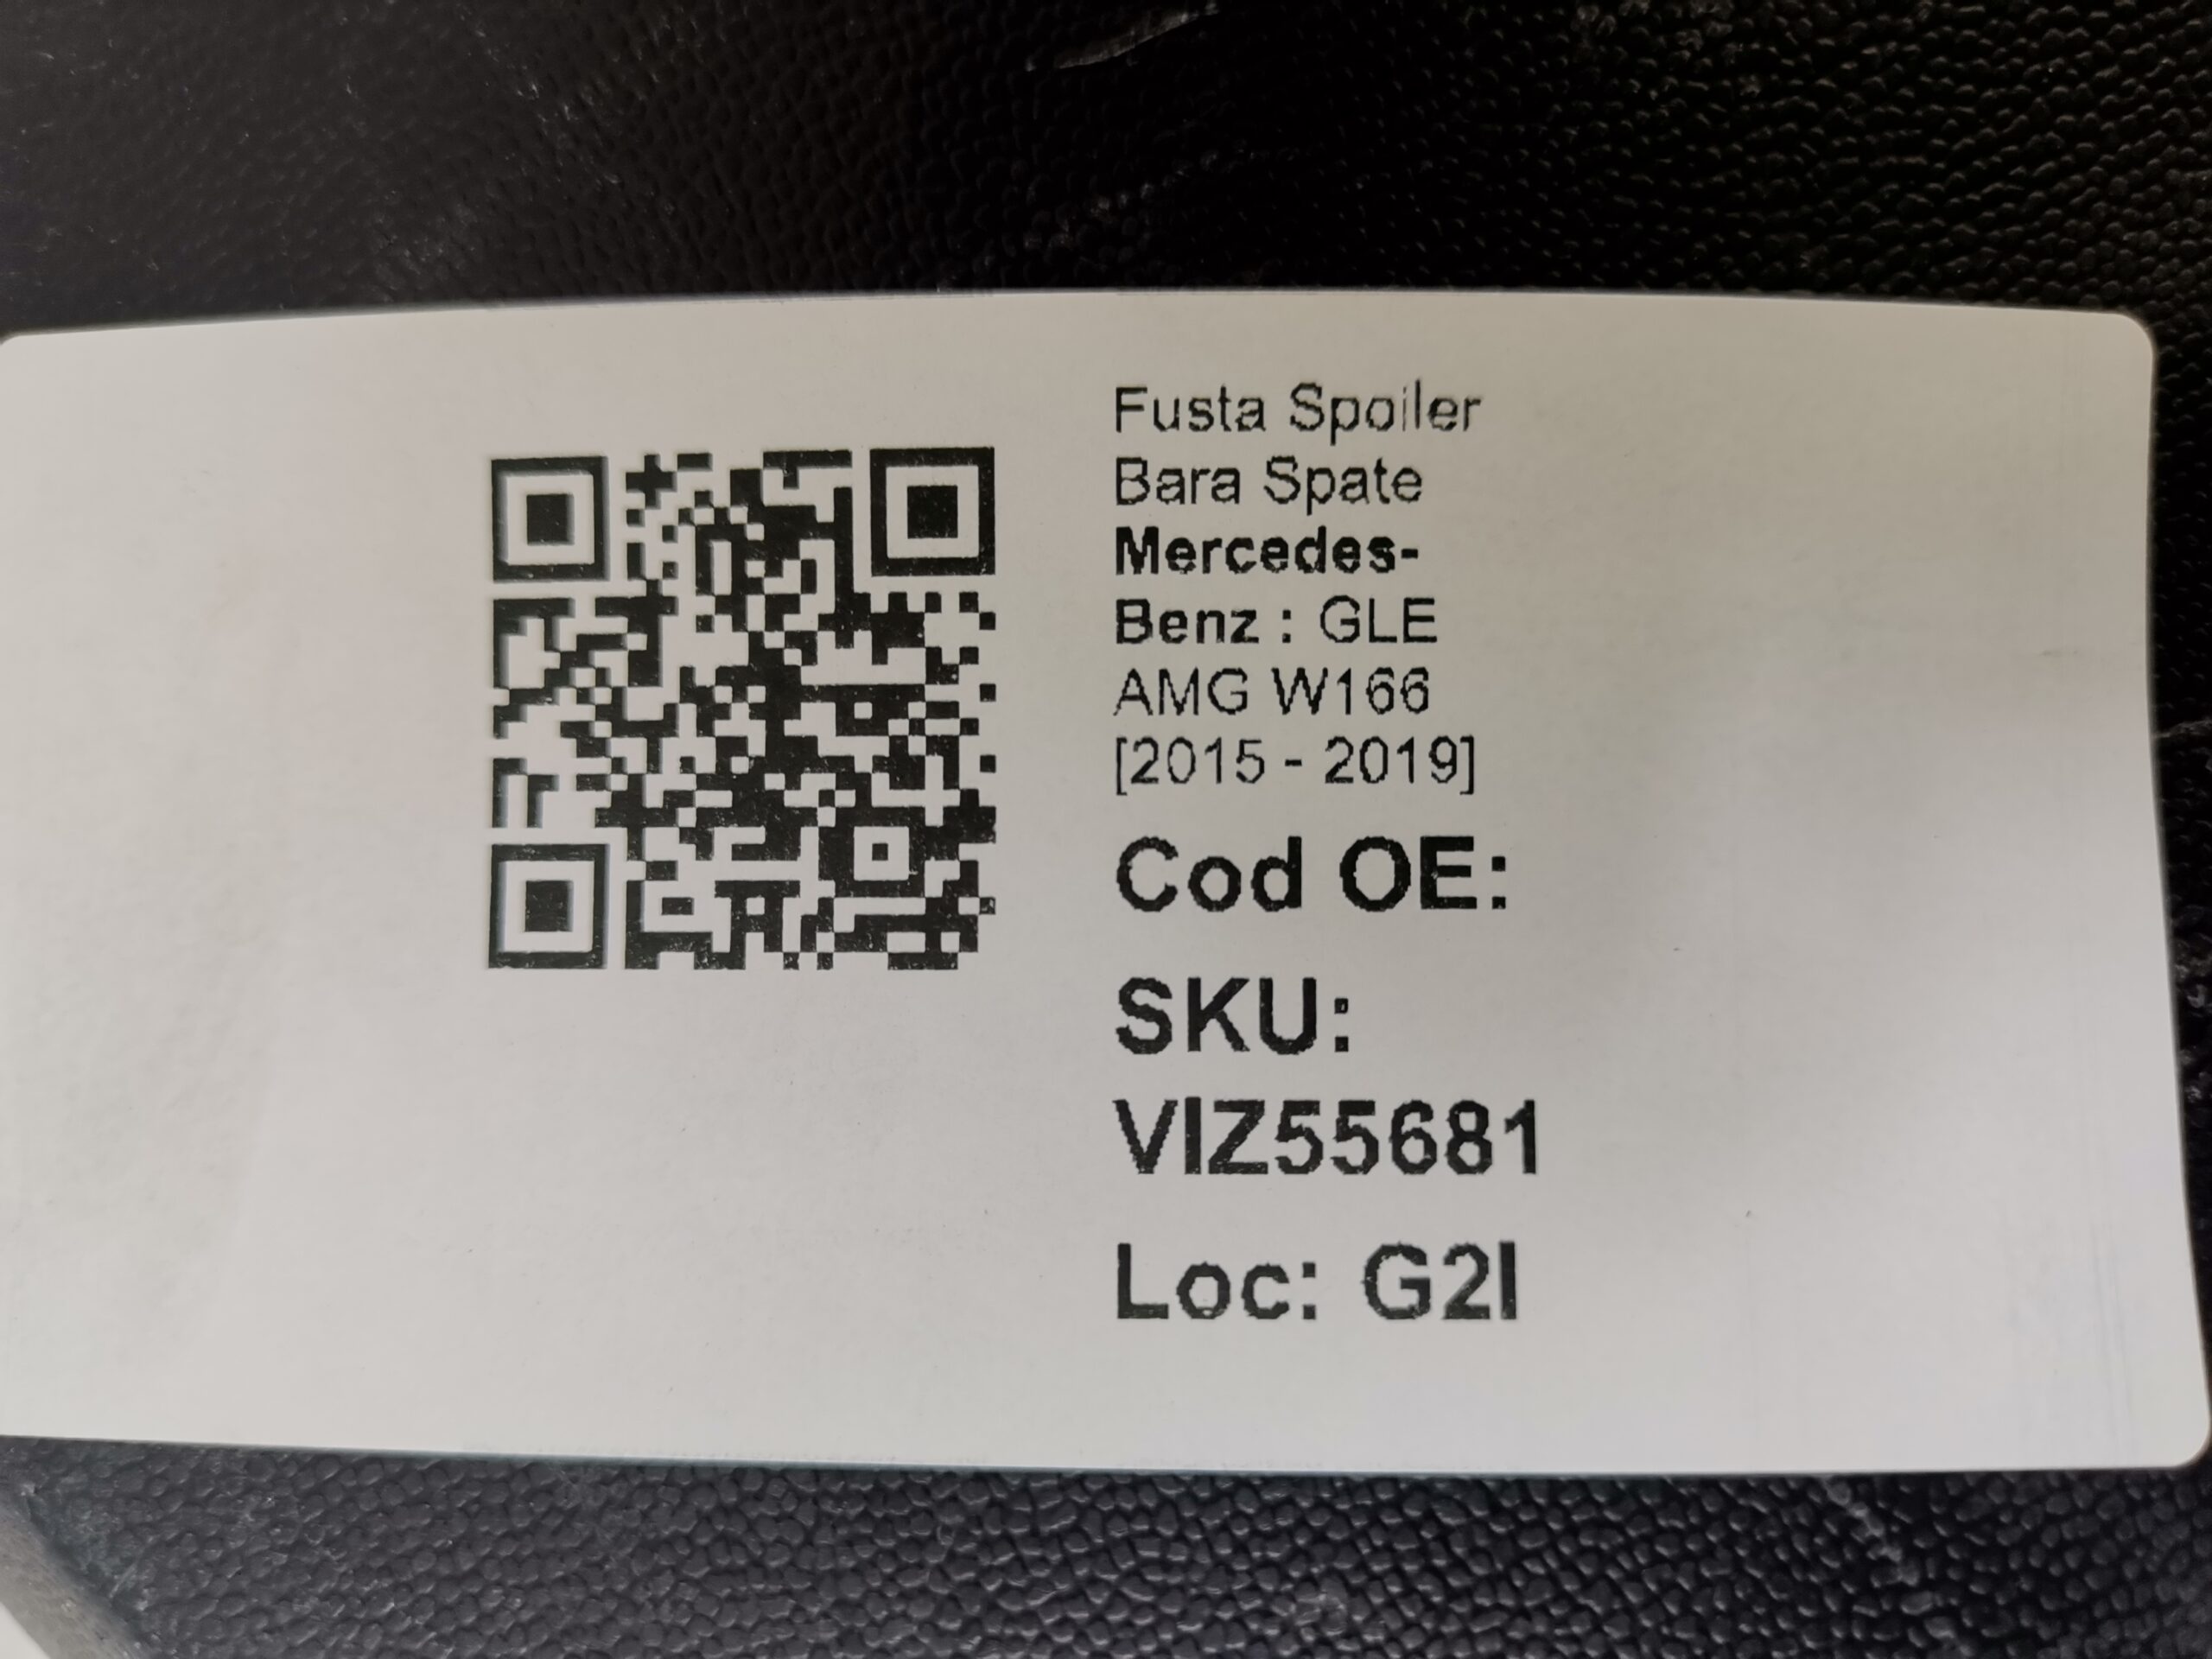 Fusta Spoiler
Bara Spate
Mercedes-
Benz : GLE
AMG W166
[2015 - 2019]
Cod OE:
SKU:
VIZ55681
Loc: G2I